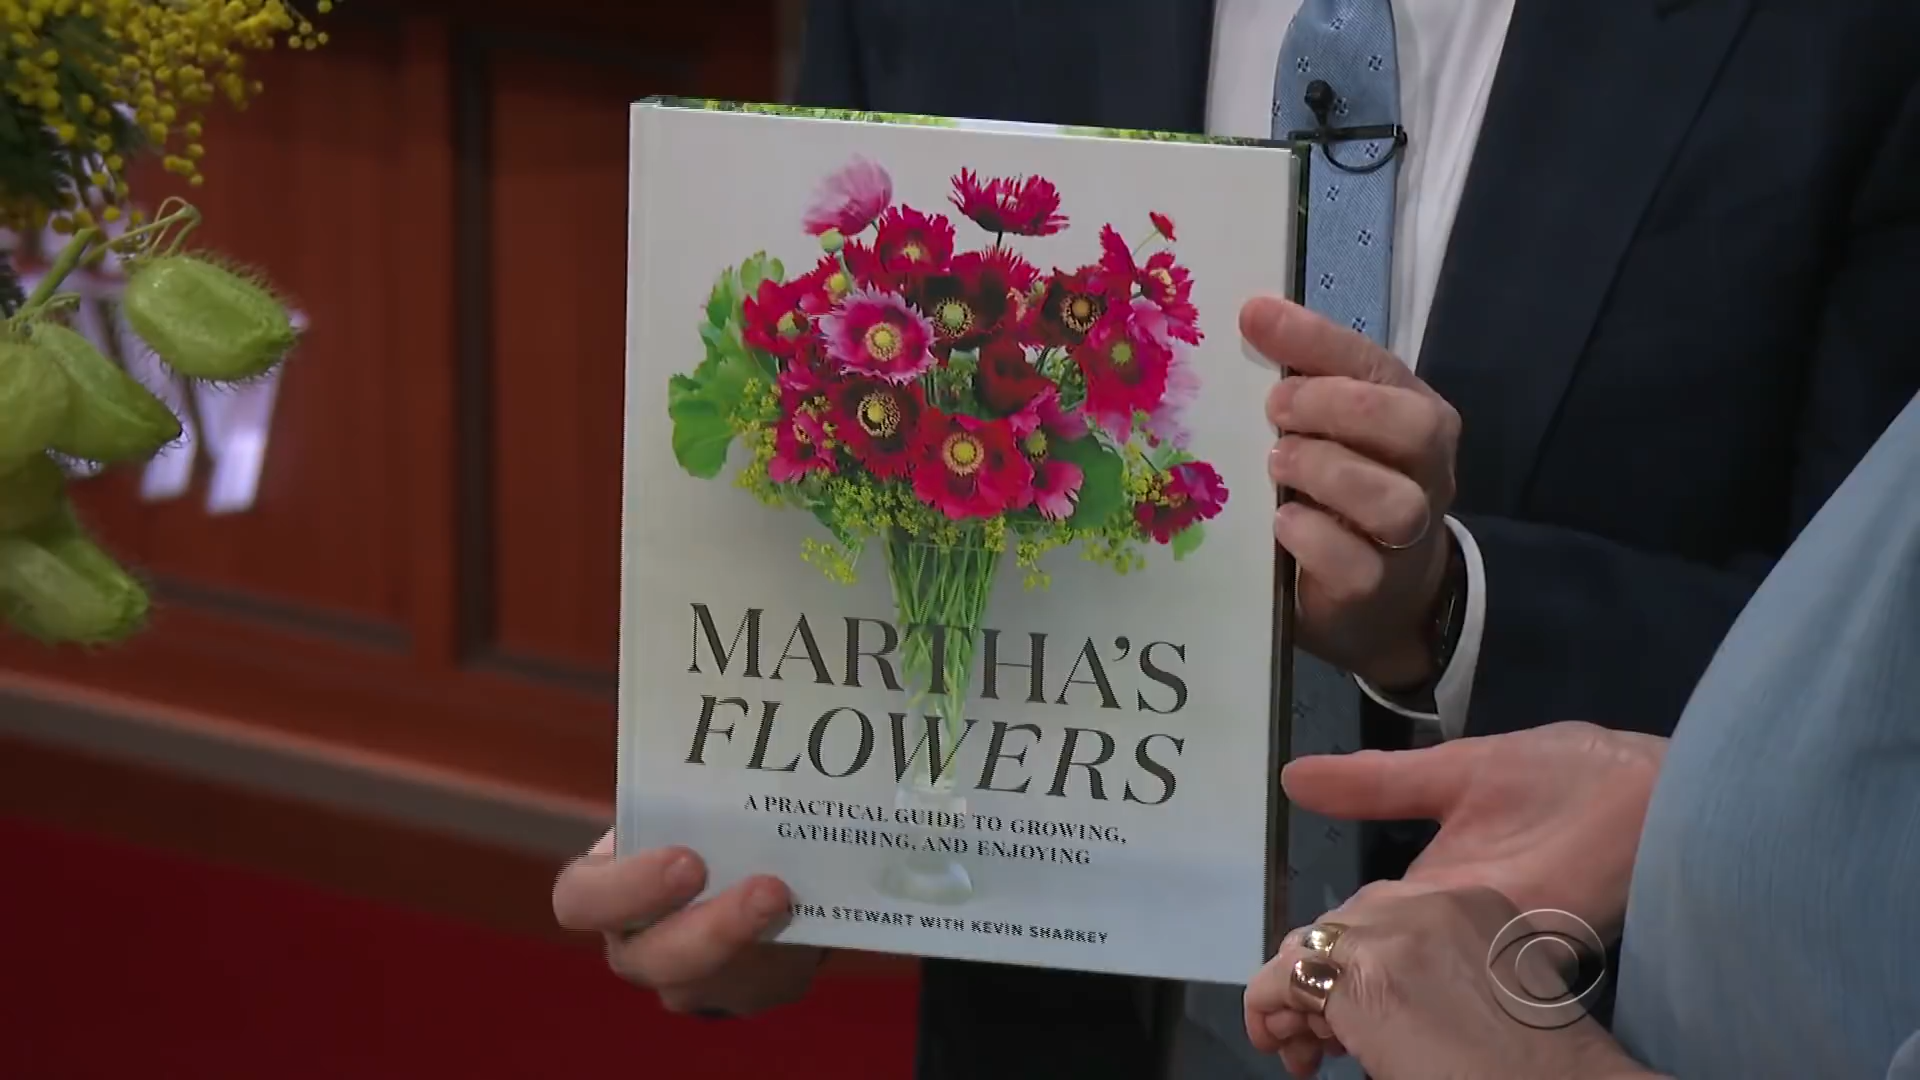 MARTHA'S
FLOWERS
A PRACTICAL GUIDE TO GROWING,
GATHERING, AND ENJOYING
STEWART WITH KEVIN SHARKEY